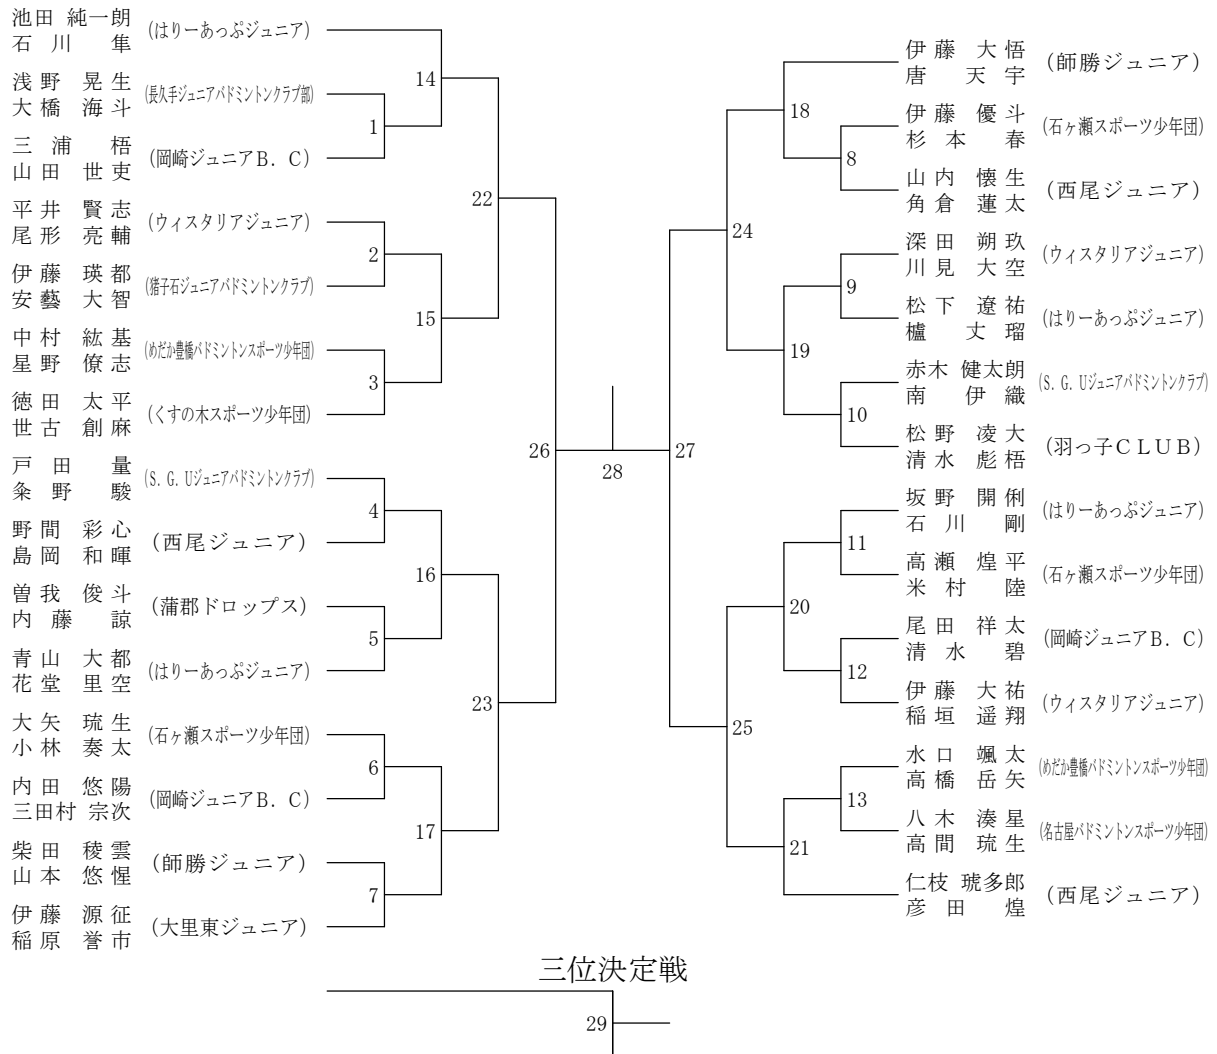 池田 純一朗
石川 隼
(はりーあっぷジュニア)
浅野 晃生
大橋 海斗
(長久手ジュニアバドミントンクラブ部)
三浦 梧
山田 世吏
(岡崎ジュニアB.C)
平井 賢志
尾形 亮輔
(ウィスタリアジュニア)
伊藤 瑛都
安藝 大智
(猪子石ジュニアバドミントンクラブ)
中村 紘基
星野 僚志
(めだか豊橋バドミントンスポーツ少年団)
徳田 太平
世古 創麻
(くすの木スポーツ少年団)
戸田 量
粂野 駿
(S.G.Uジュニアバドミントンクラブ)
野間 彩心
島岡 和暉
(西尾ジュニア)
曽我 俊斗
内藤 諒
(蒲郡ドロップス)
青山 大都
花堂 里空
(はりーあっぷジュニア)
大矢 琉生
小林 奏太
(石ヶ瀬スポーツ少年団)
内田 悠陽
三田村 宗次
(岡崎ジュニアB.C)
柴田 稜雲
山本 悠惺
(師勝ジュニア)
伊藤 源征
稲原 誉市
(大里東ジュニア)
1
2
3
4
5
6
7
14
15
16
17
22
23
26
28
27
24
25
18
19
20
21
8
9
10
11
12
13
伊藤 大悟
唐 天宇
(師勝ジュニア)
伊藤 優斗
杉本 春
(石ヶ瀬スポーツ少年団)
山内 懐生
角倉 蓮太
(西尾ジュニア)
深田 朔玖
川見 大空
(ウィスタリアジュニア)
松下 遼祐
櫨 丈瑠
(はりーあっぷジュニア)
赤木 健太朗
南 伊織
(S.G.Uジュニアバドミントンクラブ)
松野 凌大
清水 彪梧
(羽っ子CLUB)
坂野 開俐
石川 剛
(はりーあっぷジュニア)
高瀬 煌平
米村 陸
(石ヶ瀬スポーツ少年団)
尾田 祥太
清水 碧
(岡崎ジュニアB.C)
伊藤 大祐
稲垣 遥翔
(ウィスタリアジュニア)
水口 颯太
高橋 岳矢
(めだか豊橋バドミントンスポーツ少年団)
八木 湊星
高間 琉生
(名古屋バドミントンスポーツ少年団)
仁枝 琥多郎
彦田 煌
(西尾ジュニア)
三位決定戦
29